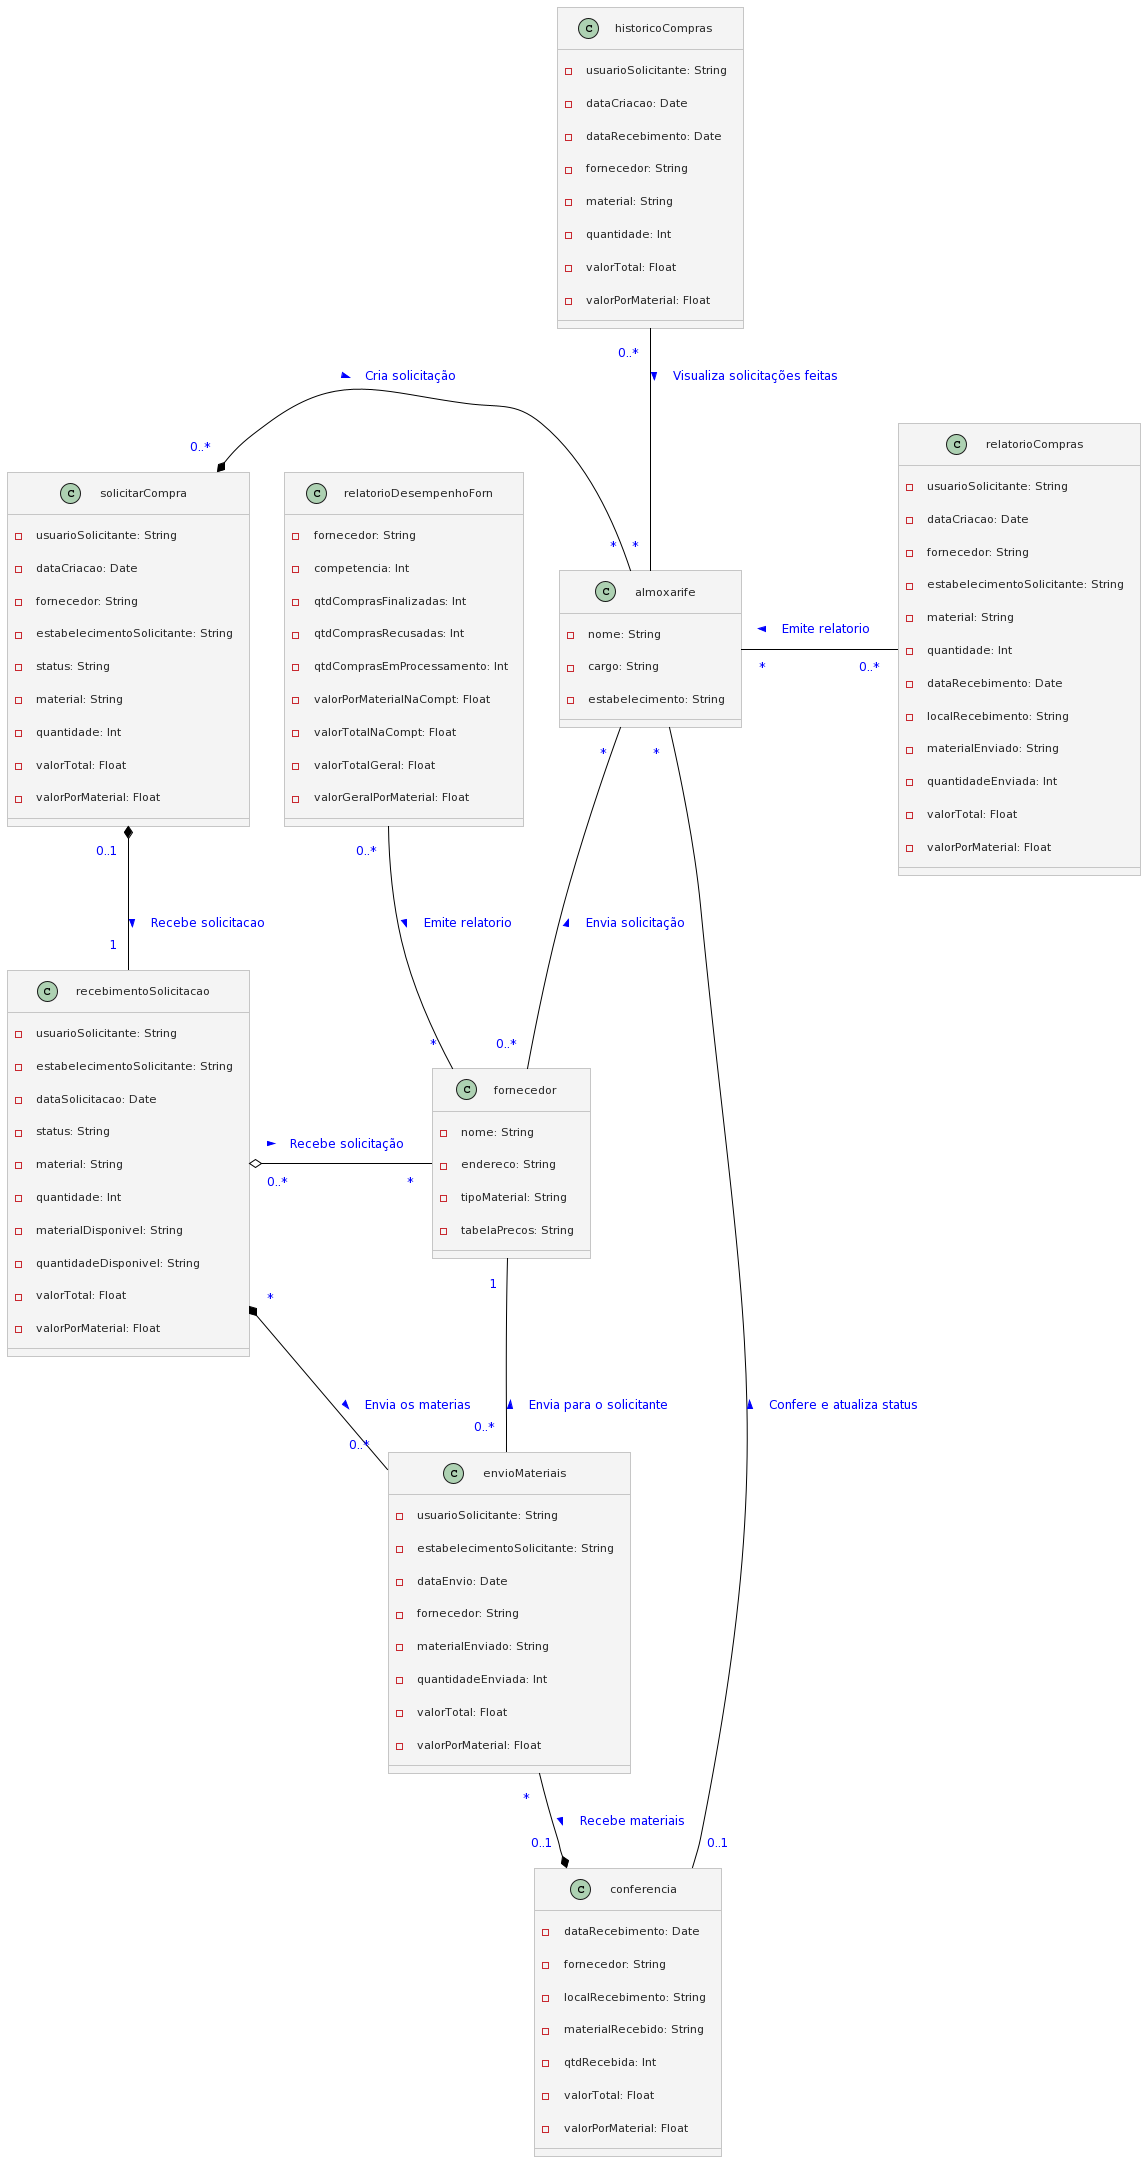 C historicoCompras
usuarioSolicitante: String
dataCriacao: Date
dataRecebimento: Date
fornecedor: String
material: String
quantidade: Int
valorTotal: Float
valorPorMaterial: Float
0..*
Cria solicitação
Visualiza solicitações feitas
0..*
* *
C solicitarCompra
usuarioSolicitante: String
dataCriacao: Date
fornecedor: String
estabelecimentoSolicitante: String
status: String
material: String
quantidade: Int
valorTotal: Float
valorPorMaterial: Float
C relatorioDesempenhoForn
fornecedor: String
competencia: Int
qtdComprasFinalizadas: Int
qtdComprasRecusadas: Int
qtdComprasEmProcessamento: Int
valorPorMaterialNaCompt: Float
valorTotalNaCompt: Float
valorTotalGeral: Float
valorGeralPorMaterial: Float
C almoxarife
nome: String
cargo: String
estabelecimento: String
Emite relatorio
* 0..*
C relatorioCompras
usuarioSolicitante: String
dataCriacao: Date
fornecedor: String
estabelecimentoSolicitante: String
material: String
quantidade: Int
dataRecebimento: Date
localRecebimento: String
materialEnviado: String
quantidadeEnviada: Int
valorTotal: Float
valorPorMaterial: Float
* *
0..1
0..*
Recebe solicitacao
Emite relatorio
Envia solicitação
1
* 0..*
C recebimentoSolicitacao
usuarioSolicitante: String
estabelecimentoSolicitante: String
dataSolicitacao: Date
status: String
material: String
quantidade: Int
materialDisponivel: String
quantidadeDisponivel: String
valorTotal: Float
valorPorMaterial: Float
Recebe solicitação
0..* *
C fornecedor
nome: String
endereco: String
tipoMaterial: String
tabelaPrecos: String
1
*
Envia os materias
Envia para o solicitante
Confere e atualiza status
0..*
0..*
C envioMateriais
usuarioSolicitante: String
estabelecimentoSolicitante: String
dataEnvio: Date
fornecedor: String
materialEnviado: String
quantidadeEnviada: Int
valorTotal: Float
valorPorMaterial: Float
*
Recebe materiais
0..1 0..1
C conferencia
dataRecebimento: Date
fornecedor: String
localRecebimento: String
materialRecebido: String
qtdRecebida: Int
valorTotal: Float
valorPorMaterial: Float